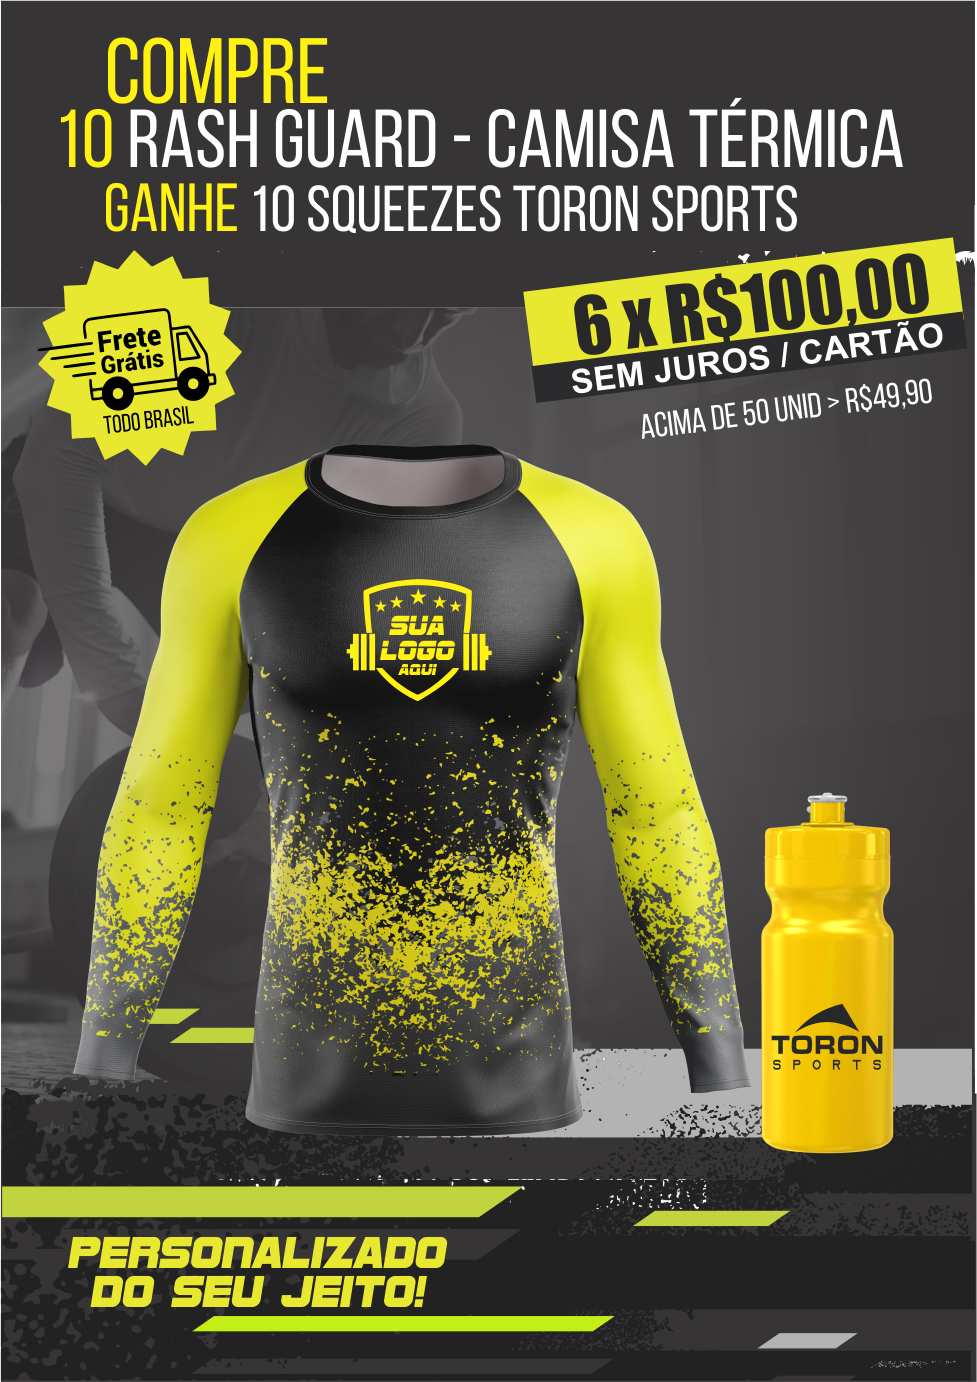 COMPRE
10 RASH GUARD - CAMISA TÉRMICA
GANHE 10 SQUEEZES TORON SPORTS
6 x R$100,00
SEM JUROS / CARTÃO
ACIMA DE 50 UNID > R$49,90
Frete
Grátis
TODO BRASIL
SUA
LOGO
AQUI
TORON
SPORTS
PERSONALIZADO
DO SEU JEITO!